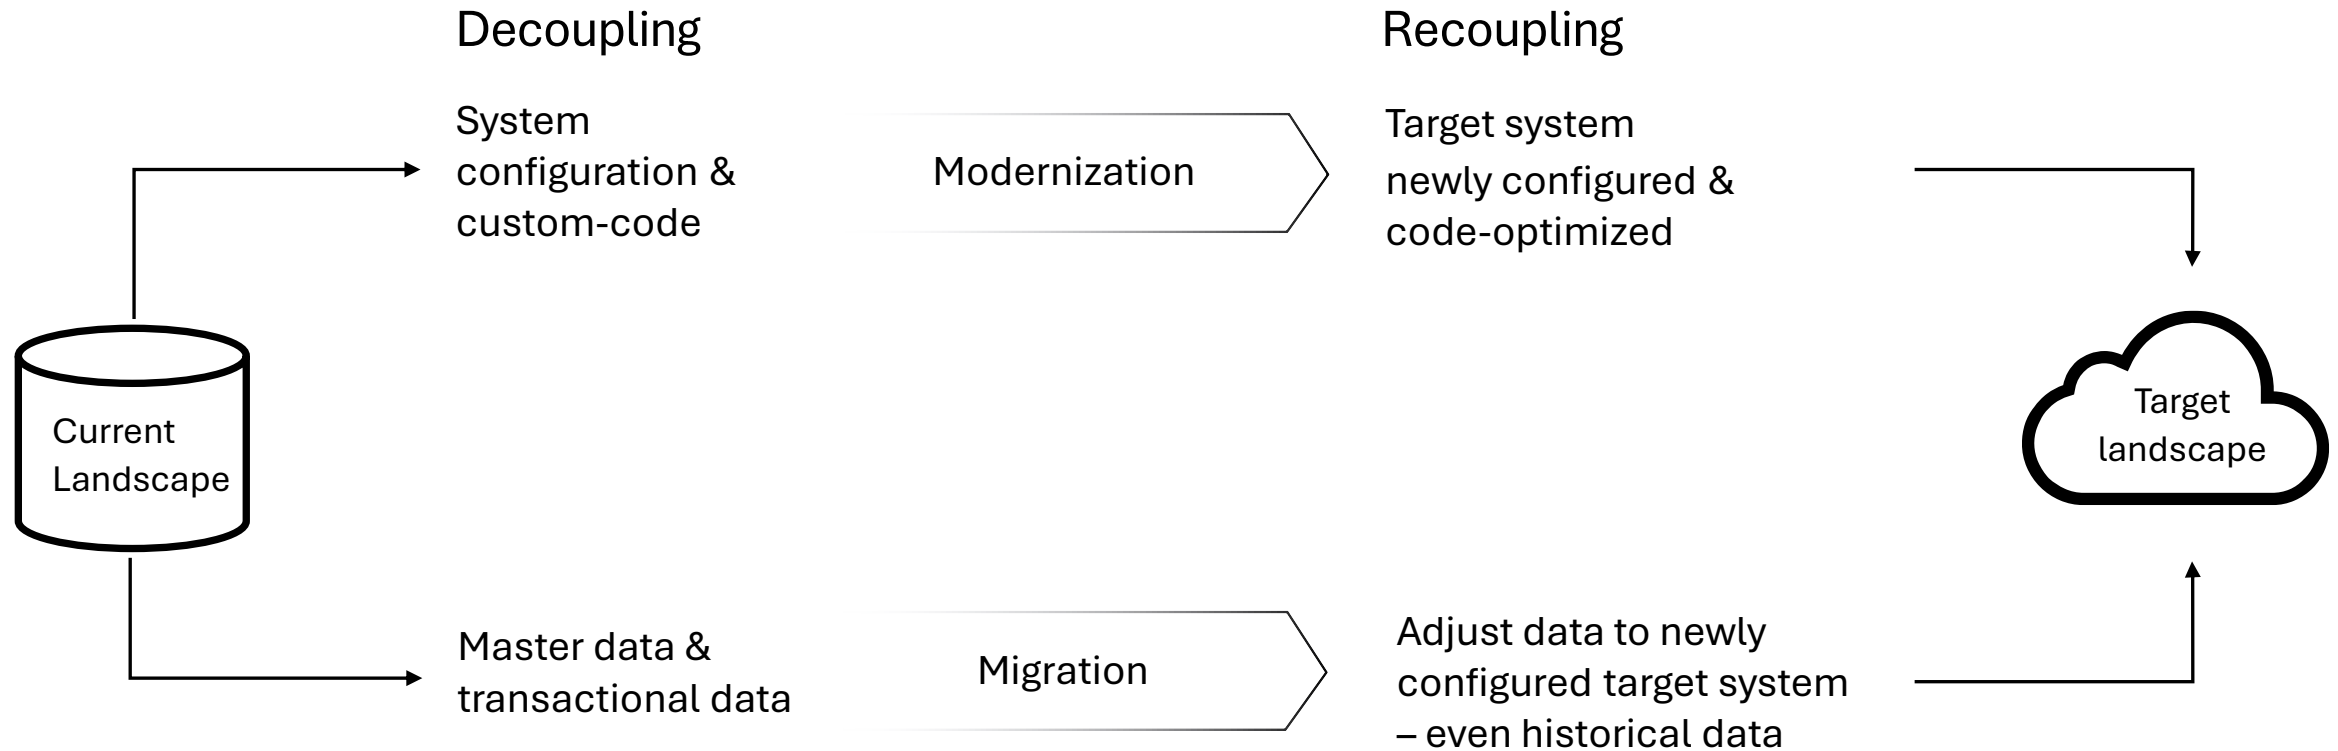 Decoupling
Recoupling
System
configuration &
custom-code
Modernization
Target system
newly configured &
code-optimized
Current
Landscape
Target
landscape
Master data &
transactional data
Migration
Adjust data to newly
configured target system
– even historical data